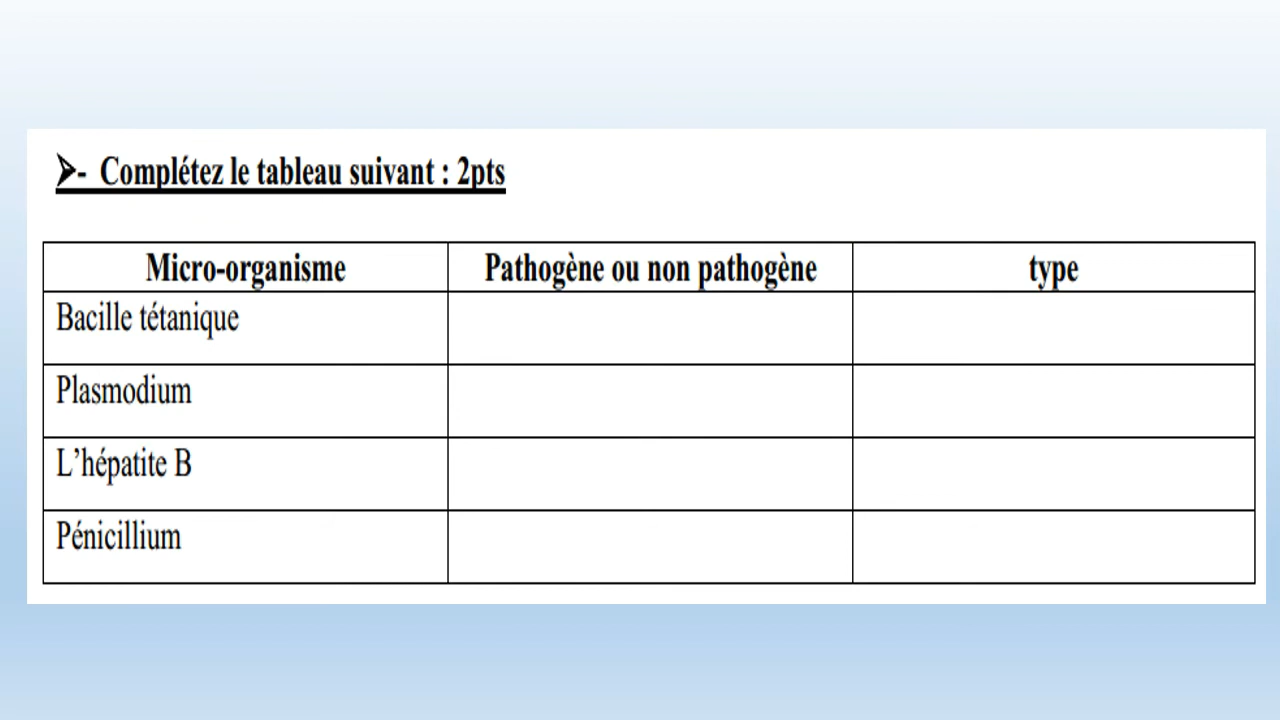 ➢- Complétez le tableau suivant : 2pts
Micro-organisme Pathogène ou non pathogène type
Bacille tétanique
Plasmodium
L’hépatite B
Pénicillium